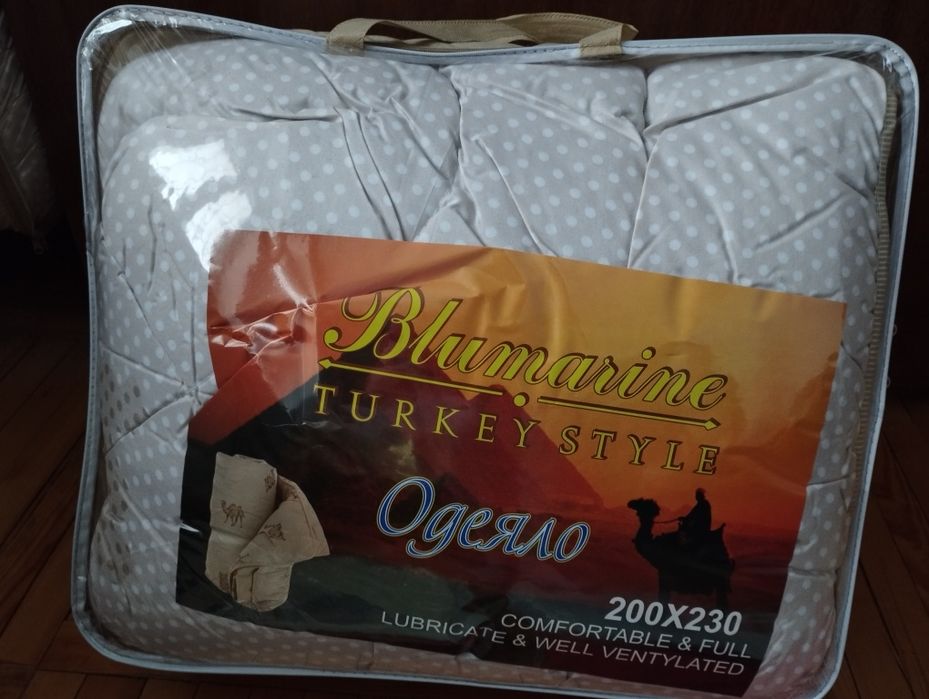 Blumarine
TURKEY STYLE
Одеяло
200X230
COMFORTABLE & FULL
LUBRICATE & WELL VENTYLATED